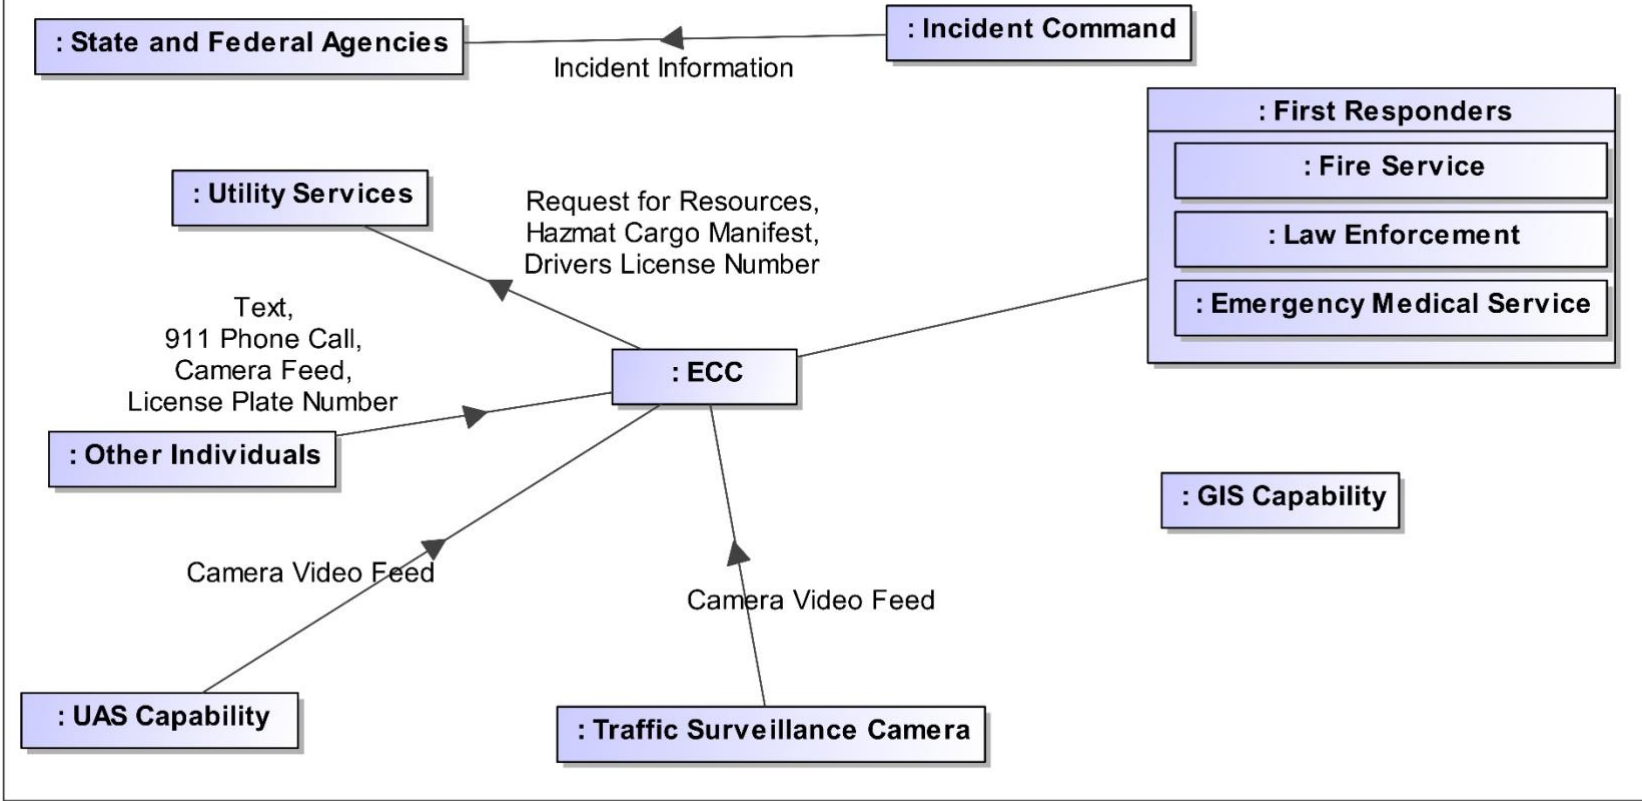 : State and Federal Agencies
: Incident Command
Incident Information
: First Responders
: Fire Service
: Law Enforcement
: Emergency Medical Service
: Utility Services
Request for Resources,
Hazmat Cargo Manifest,
Drivers License Number
Text,
911 Phone Call,
Camera Feed,
License Plate Number
: ECC
: Other Individuals
: GIS Capability
Camera Video Feed
Camera Video Feed
: UAS Capability
: Traffic Surveillance Camera